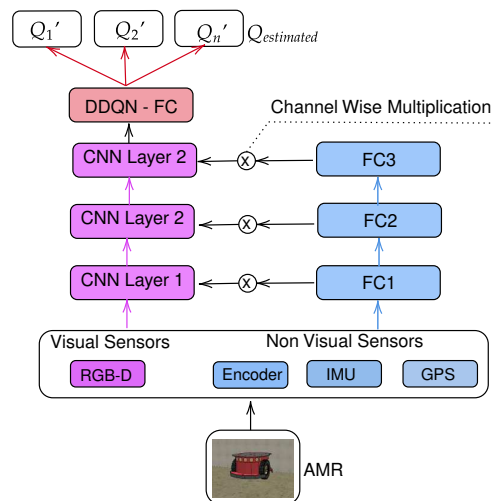 Q1′ Q2′ Qn′ Qestimated
DDQN - FC
Channel Wise Multiplication
CNN Layer 2 x FC3
CNN Layer 2 x FC2
CNN Layer 1 x FC1
Visual Sensors Non Visual Sensors
RGB-D Encoder IMU GPS
AMR